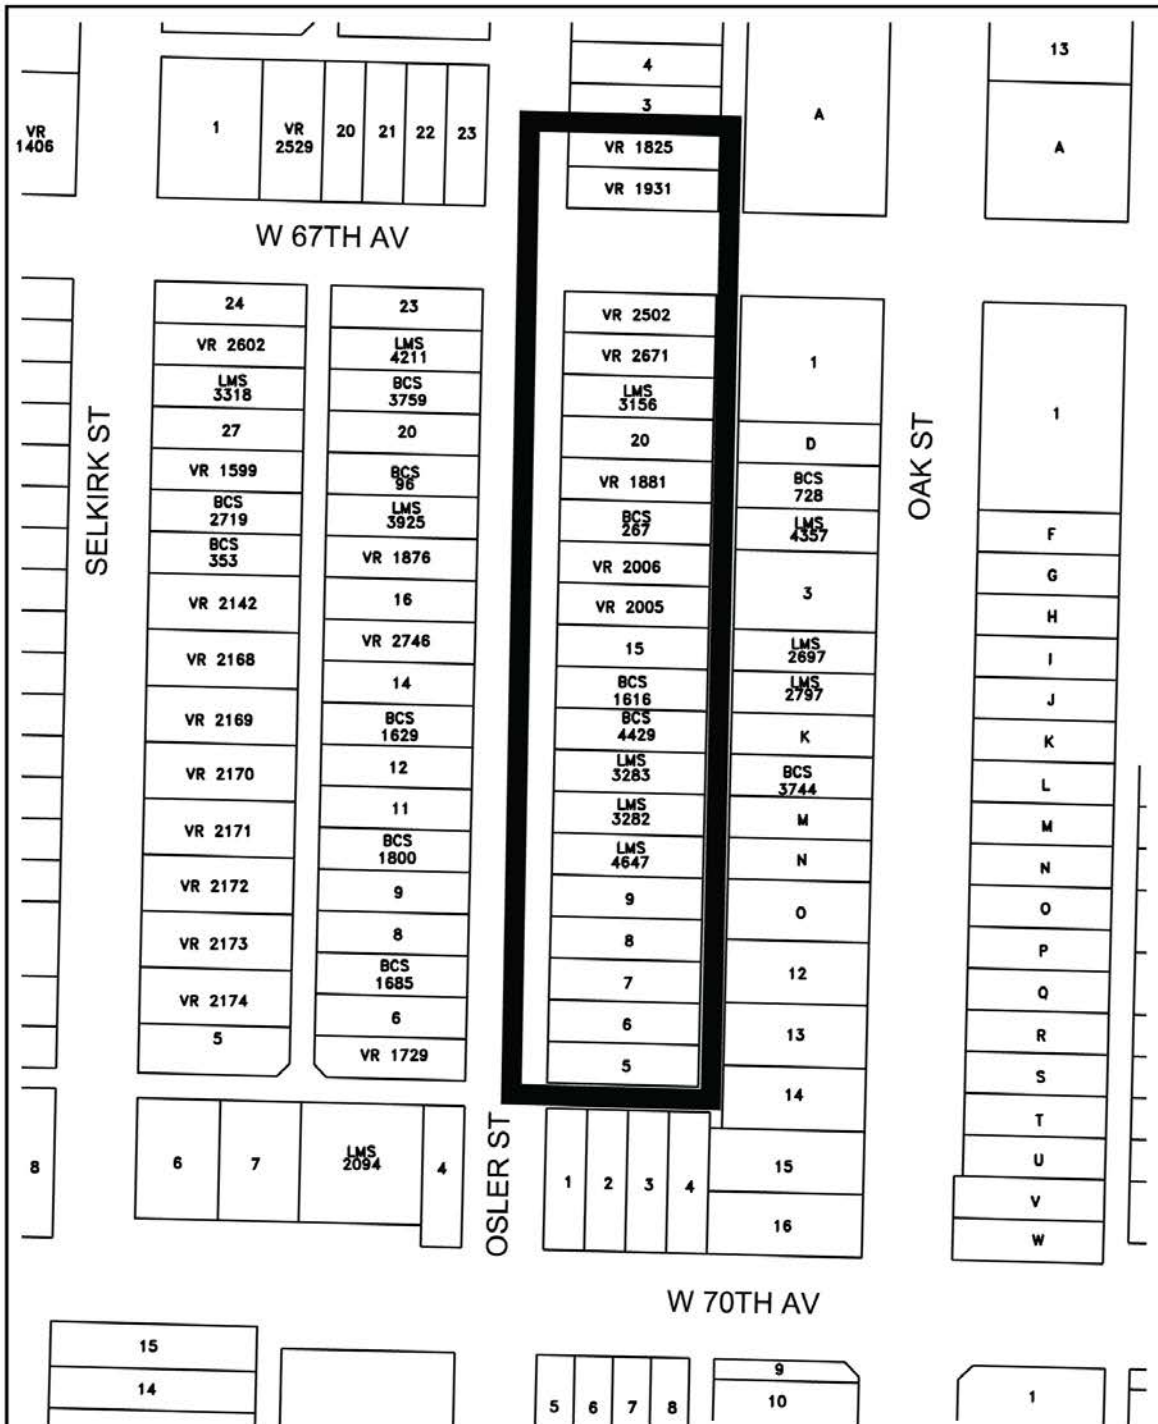 4
3
13
VR
1406
1
VR
2529
20
21
22
23
VR 1825
VR 1931
A
A
W 67TH AV
SELKIRK ST
24
VR 2602
LMS
3318
27
VR 1599
BCS
2719
BCS
353
VR 2142
VR 2168
VR 2169
VR 2170
VR 2171
VR 2172
VR 2173
VR 2174
5
23
LMS
4211
BCS
3759
20
BCS
96
LMS
3925
VR 1876
16
VR 2746
14
BCS
1629
12
11
BCS
1800
9
8
BCS
1685
6
VR 1729
VR 2502
VR 2671
LMS
3156
20
VR 1881
BCS
267
VR 2006
VR 2005
15
BCS
1616
BCS
4429
LMS
3283
LMS
3282
LMS
4647
9
8
7
6
5
1
D
BCS
728
LMS
4357
3
LMS
2697
LMS
2797
K
BCS
3744
M
N
O
12
13
14
15
16
OAK ST
1
F
G
H
I
J
K
L
M
N
O
P
Q
R
S
T
U
V
W
8
6
7
LMS
2094
4
OSLER ST
1
2
3
4
W 70TH AV
15
14
5
6
7
8
9
10
1